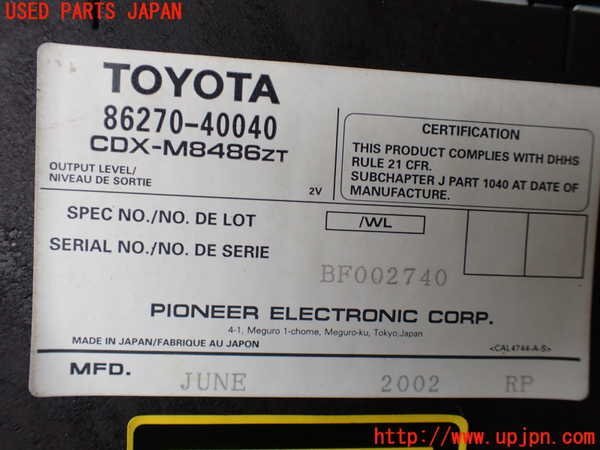 USED PARTS JAPAN
TOYOTA
86270-40040
CDX-M8486ZT
OUTPUT LEVEL/
NIVEAU DE SORTIE
2V
CERTIFICATION
THIS PRODUCT COMPLIES WITH DHHS
RULE 21 CFR.
SUBCHAPTER J PART 1040 AT DATE OF
MANUFACTURE.
SPEC NO./NO. DE LOT
/WL
SERIAL NO./NO. DE SERIE
BF002740
PIONEER ELECTRONIC CORP.
4-1, Meguro 1-chome, Meguro-ku, Tokyo,Japan
MADE IN JAPAN/FABRIQUE AU JAPON
<CAL4744-A-S>
MFD. JUNE 2002 RP
http://www.upjpn.com/